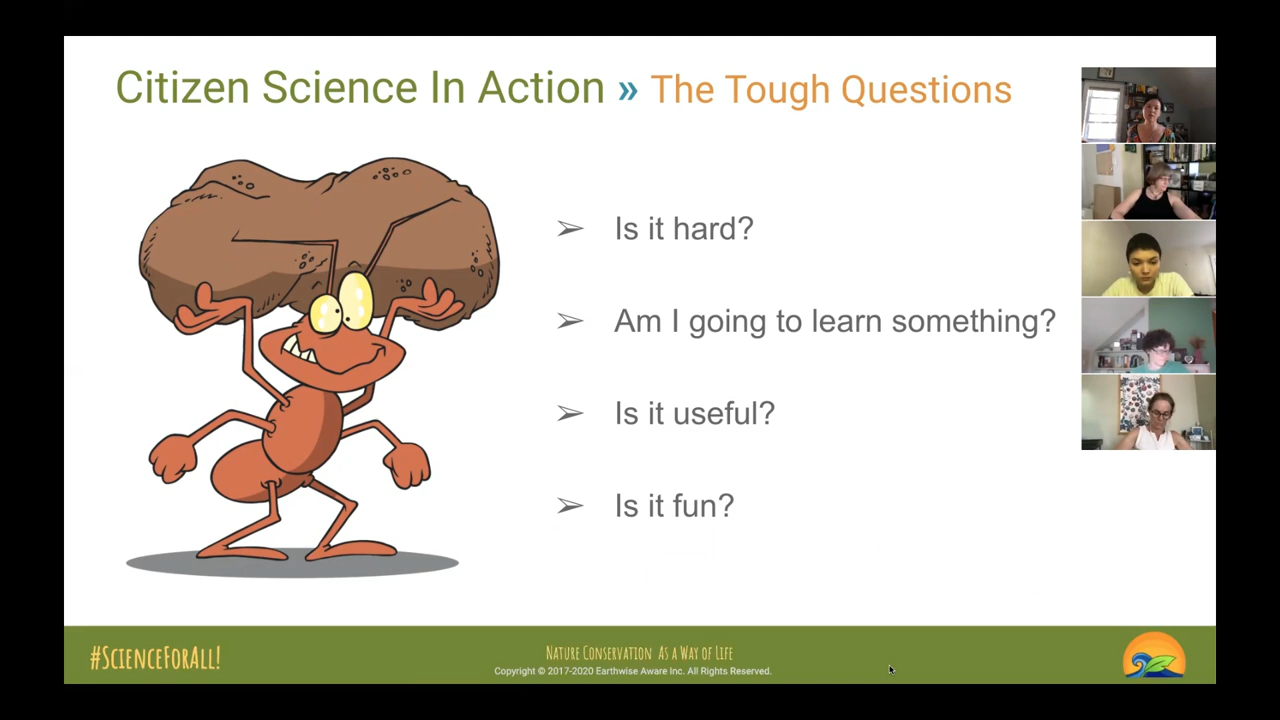 Citizen Science In Action » The Tough Questions
➢ Is it hard?
➢ Am I going to learn something?
➢ Is it useful?
➢ Is it fun?
#ScienceForAll!
Nature Conservation As a Way of Life
Copyright © 2017-2020 Earthwise Aware Inc. All Rights Reserved.